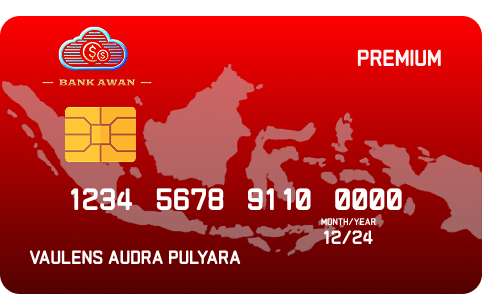 PREMIUM
BANK AWAN
1234 5678 9110 0000
MONTH/YEAR
12/24
VAULENS AUDRA PULYARA